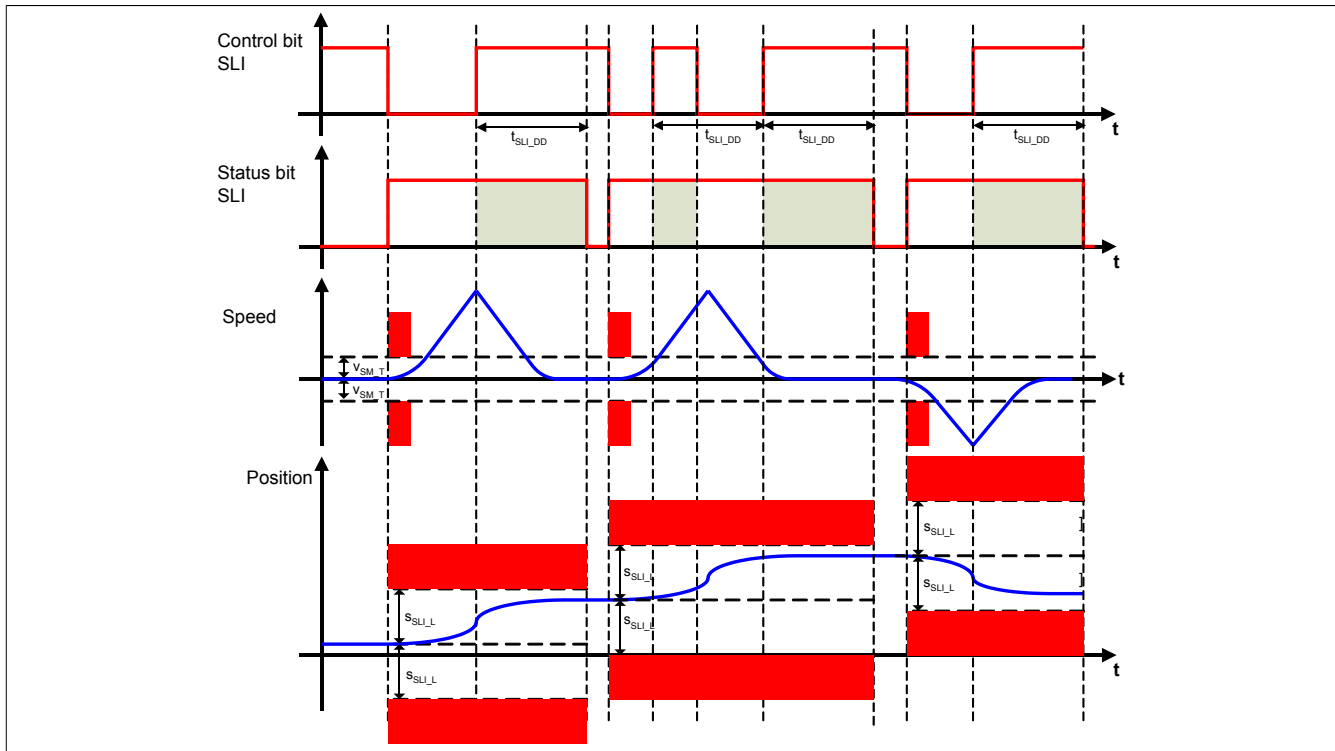 Control bit
SLI
t
tSLI_DD
tSLI_DD
tSLI_DD
tSLI_DD
Status bit
SLI
t
Speed
vSM_T
vSM_T
t
Position
sSLI_L
sSLI_L
sSLI_L
sSLI_L
sSLI_L
sSLI_L
t